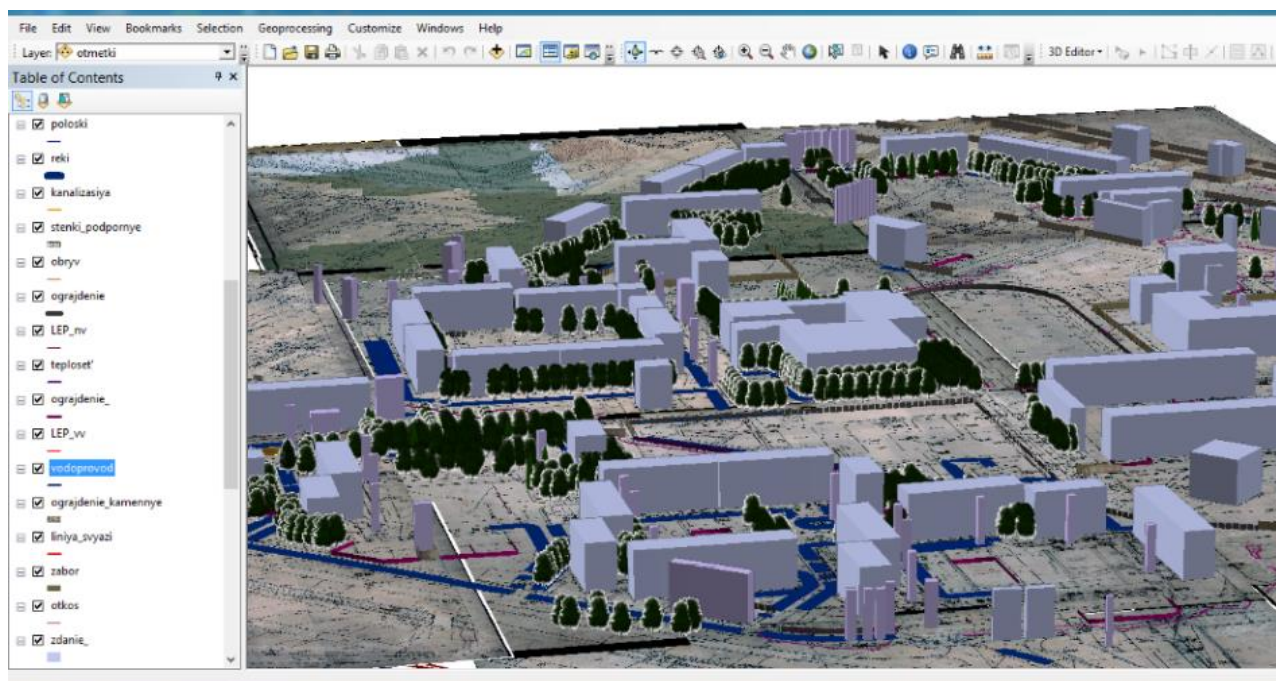 File Edit View Bookmarks Selection Geoprocessing Customize Windows Help
Layer: otmetki
3D Editor
Table of Contents
poloski
reki
kanalizasiya
stenki_podpornye
obryv
ograjdenie
LEP_nv
teploset'
ograjdenie_
LEP_vv
vodoprovod
ograjdenie_kamennye
liniya_svyazi
zabor
otkos
zdanie_